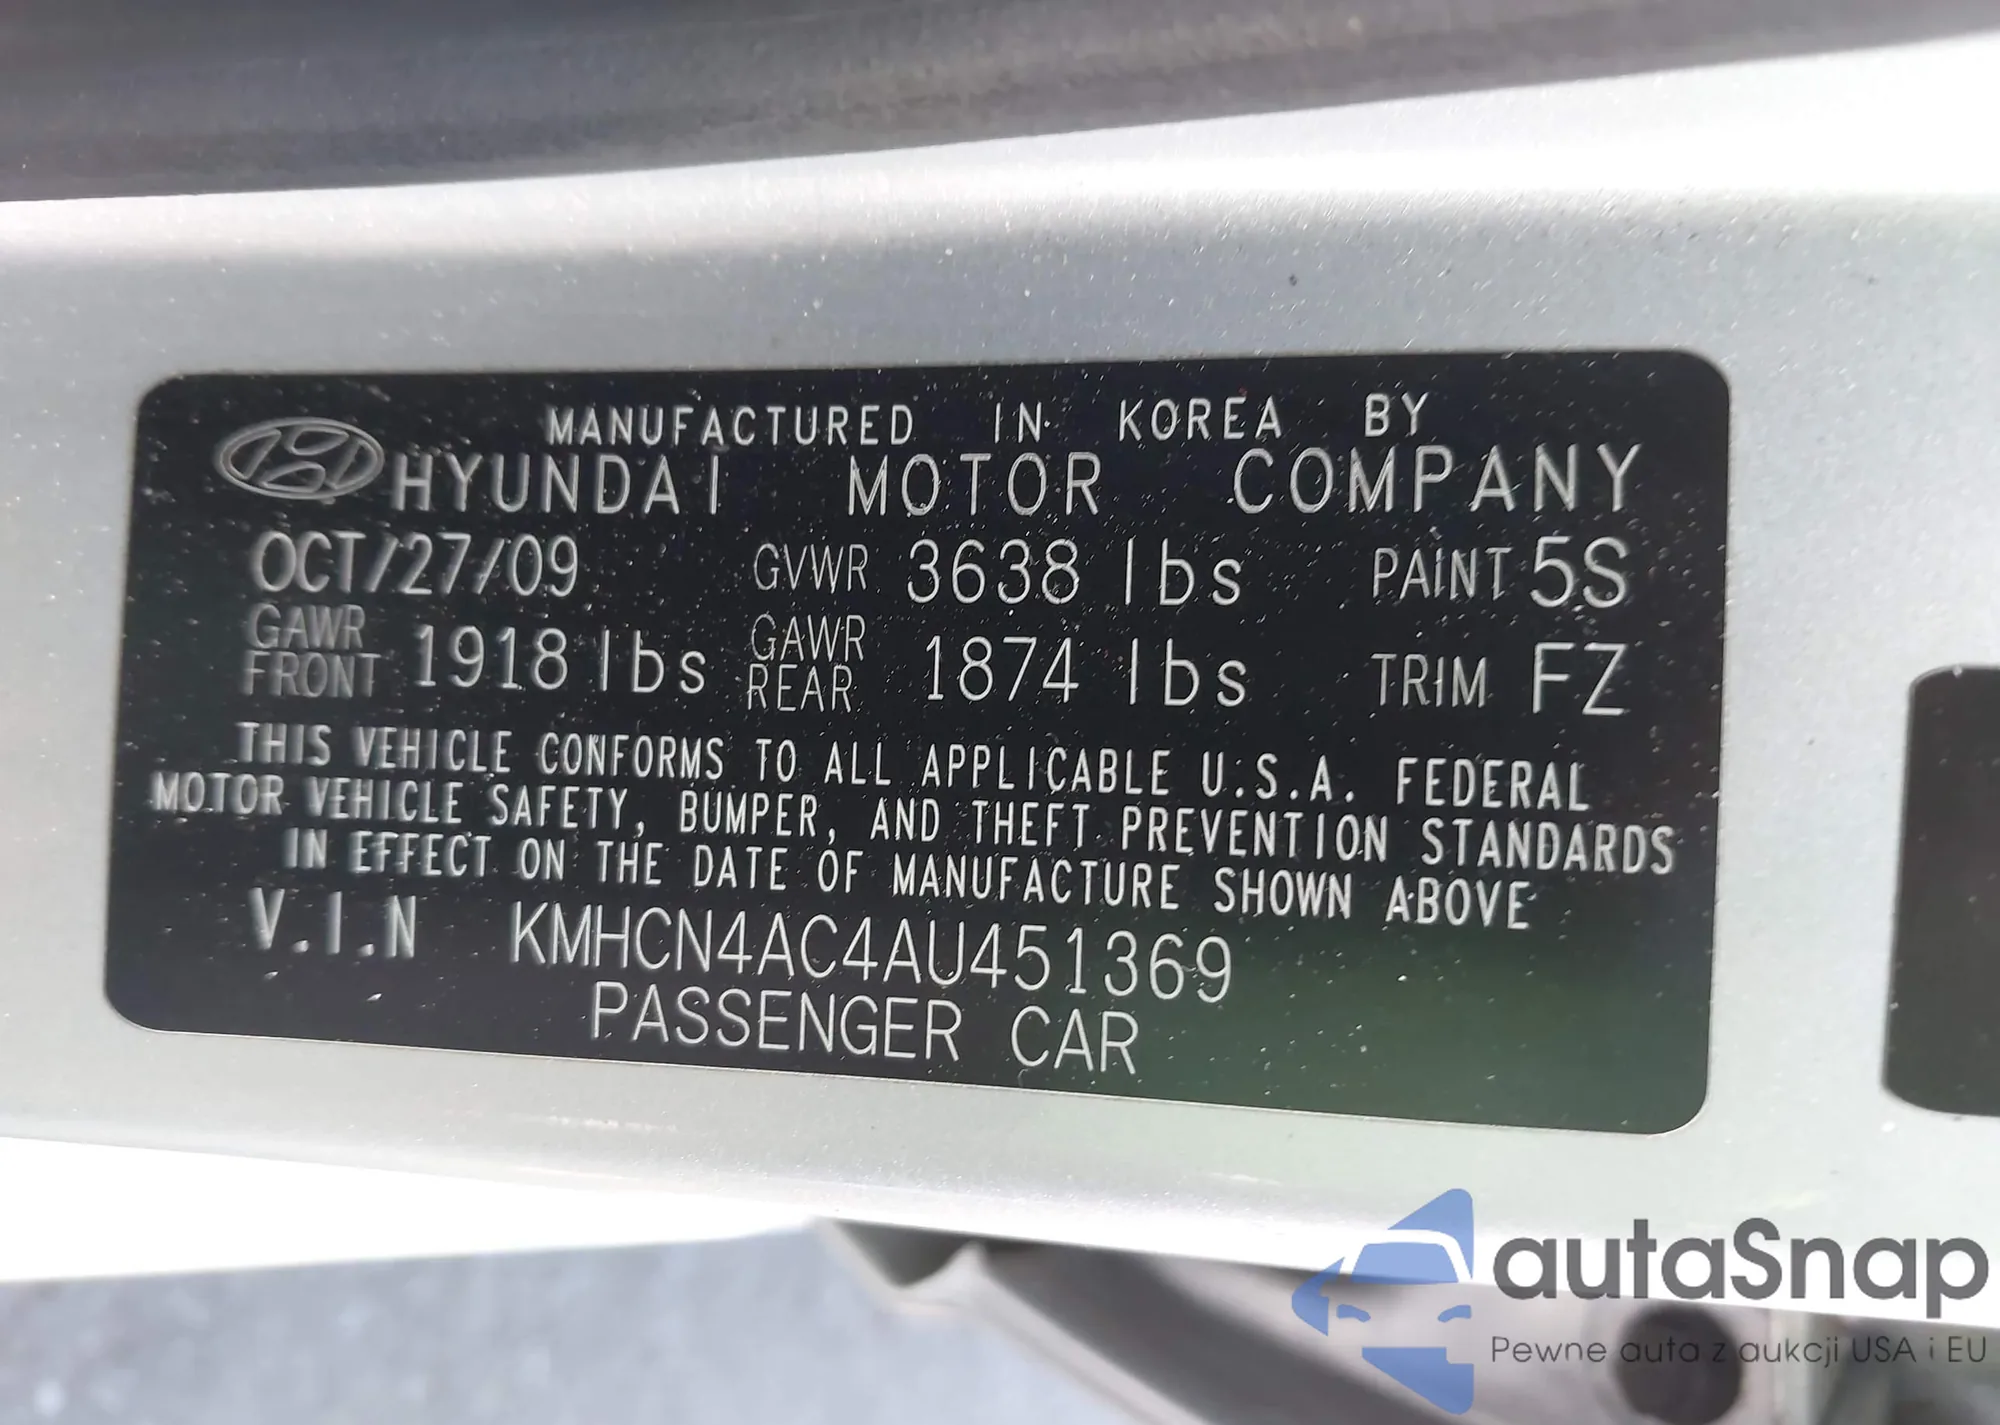 MANUFACTURED IN KOREA BY
HYUNDAI MOTOR COMPANY
OCT/27/09 GVWR 3638 lbs PAINT 5S
GAWR FRONT 1918 lbs GAWR REAR 1874 lbs TRIM FZ
THIS VEHICLE CONFORMS TO ALL APPLICABLE U.S.A. FEDERAL
MOTOR VEHICLE SAFETY, BUMPER, AND THEFT PREVENTION STANDARDS
IN EFFECT ON THE DATE OF MANUFACTURE SHOWN ABOVE
V.I.N KMHCN4AC4AU451369
PASSENGER CAR
autaSnap
Pewne auta z aukcji USA i EU